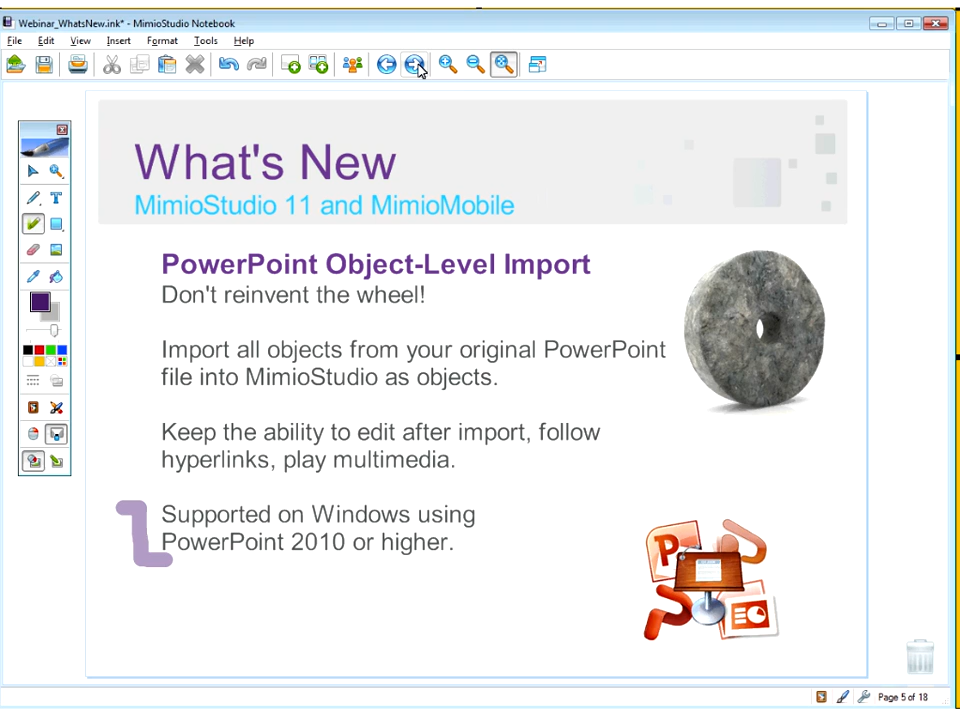 Webinar_WhatsNew.ink* - MimioStudio Notebook
File Edit View Insert Format Tools Help
T
What's New
MimioStudio 11 and MimioMobile
PowerPoint Object-Level Import
Don't reinvent the wheel!
Import all objects from your original PowerPoint
file into MimioStudio as objects.
Keep the ability to edit after import, follow
hyperlinks, play multimedia.
Supported on Windows using
PowerPoint 2010 or higher.
P
Page 5 of 18